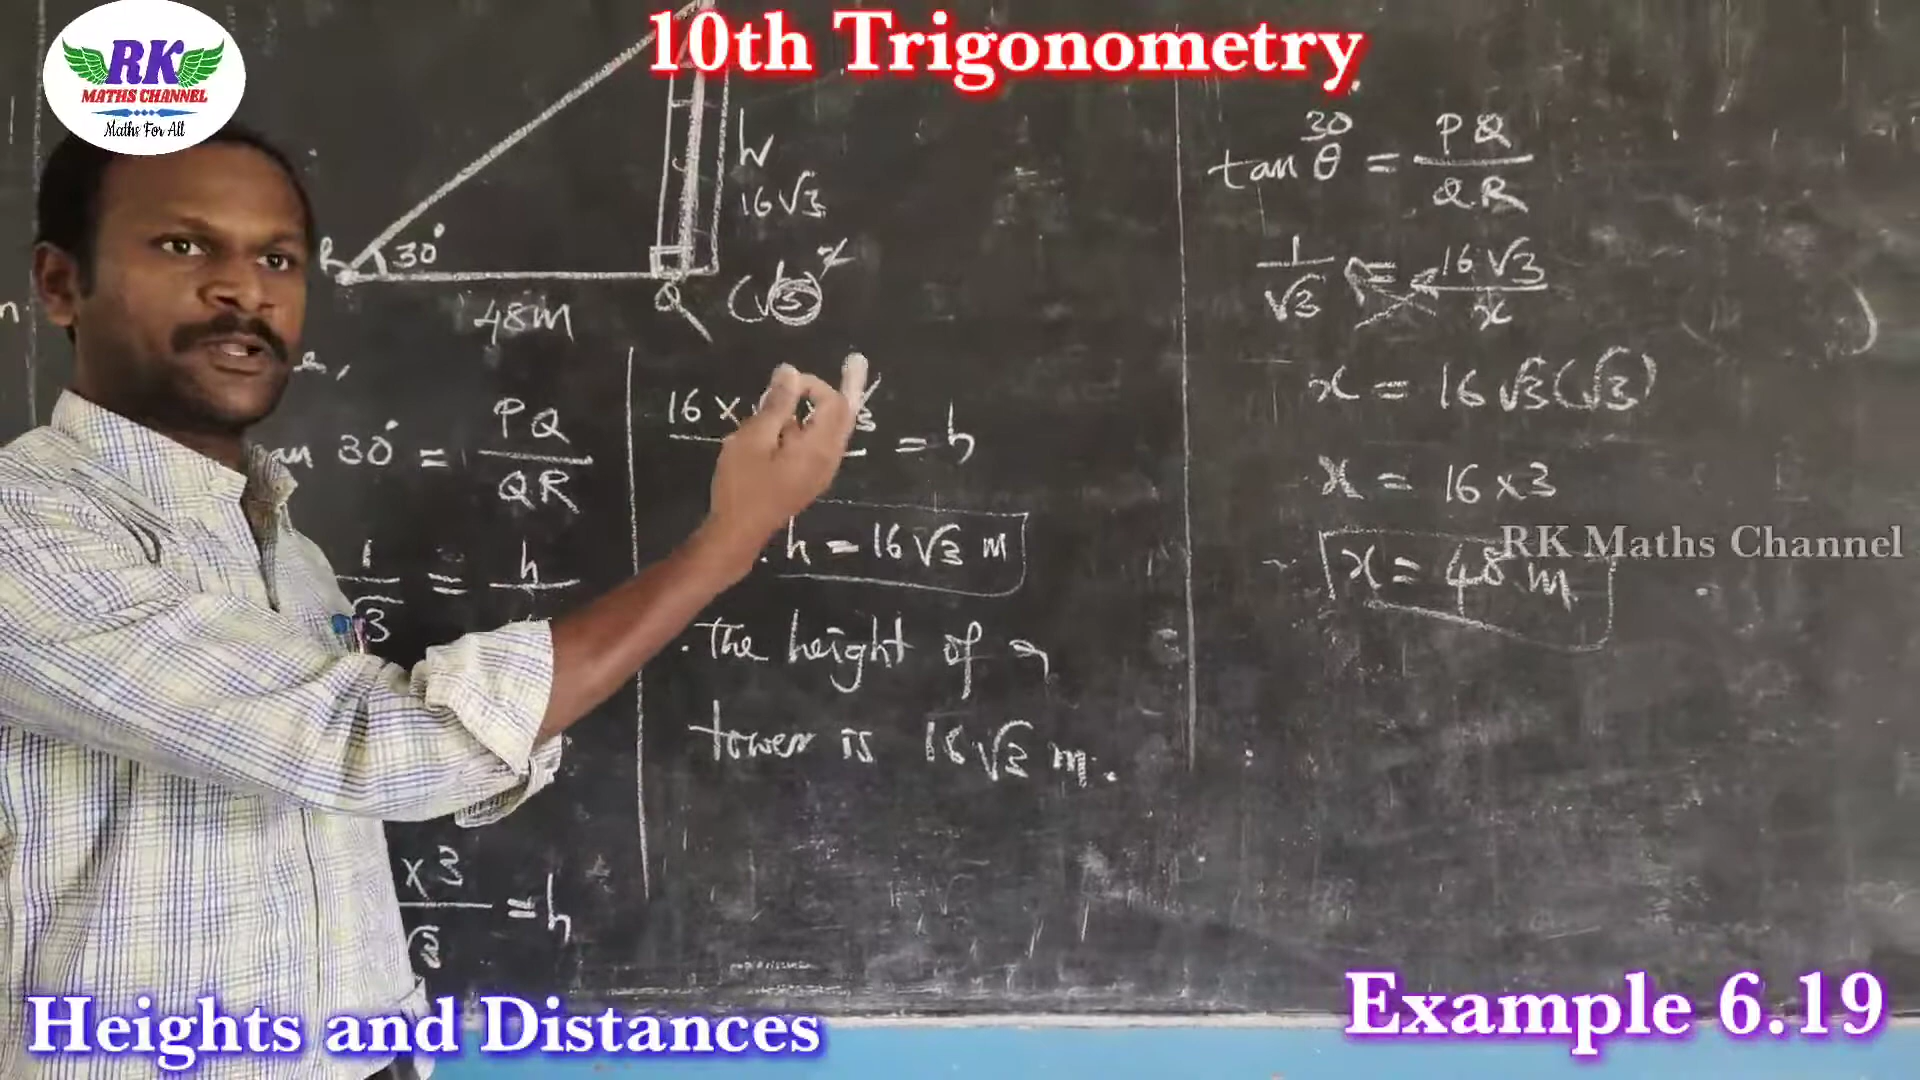 10th Trigonometry
RK
MATHS CHANNEL
Maths For All
h
16√3
R 30°
48m
Q
tan 30° = PQ/QR
1/√3 = h/
x3/√3 = h
= h
h = 16√3 m
The height of a
tower is 16√3 m.
30
tan θ = PQ/QR
1/√3 = 16√3/x
x = 16√3(√3)
x = 16 x 3
x = 48 m
RK Maths Channel
Heights and Distances
Example 6.19